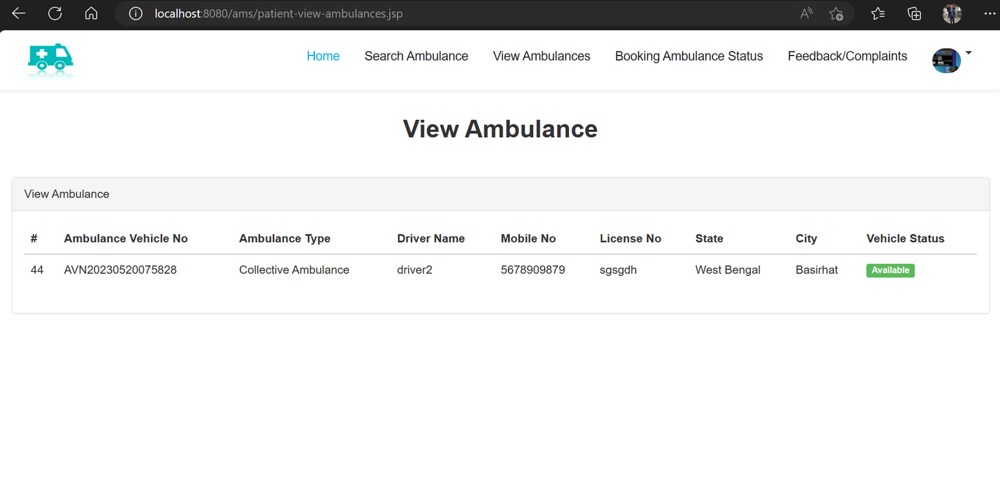 localhost:8080/ams/patient-view-ambulances.jsp
Home Search Ambulance View Ambulances Booking Ambulance Status Feedback/Complaints
View Ambulance
View Ambulance
# Ambulance Vehicle No Ambulance Type Driver Name Mobile No License No State City Vehicle Status
44 AVN20230520075828 Collective Ambulance driver2 5678909879 sgsgdh West Bengal Basirhat Available